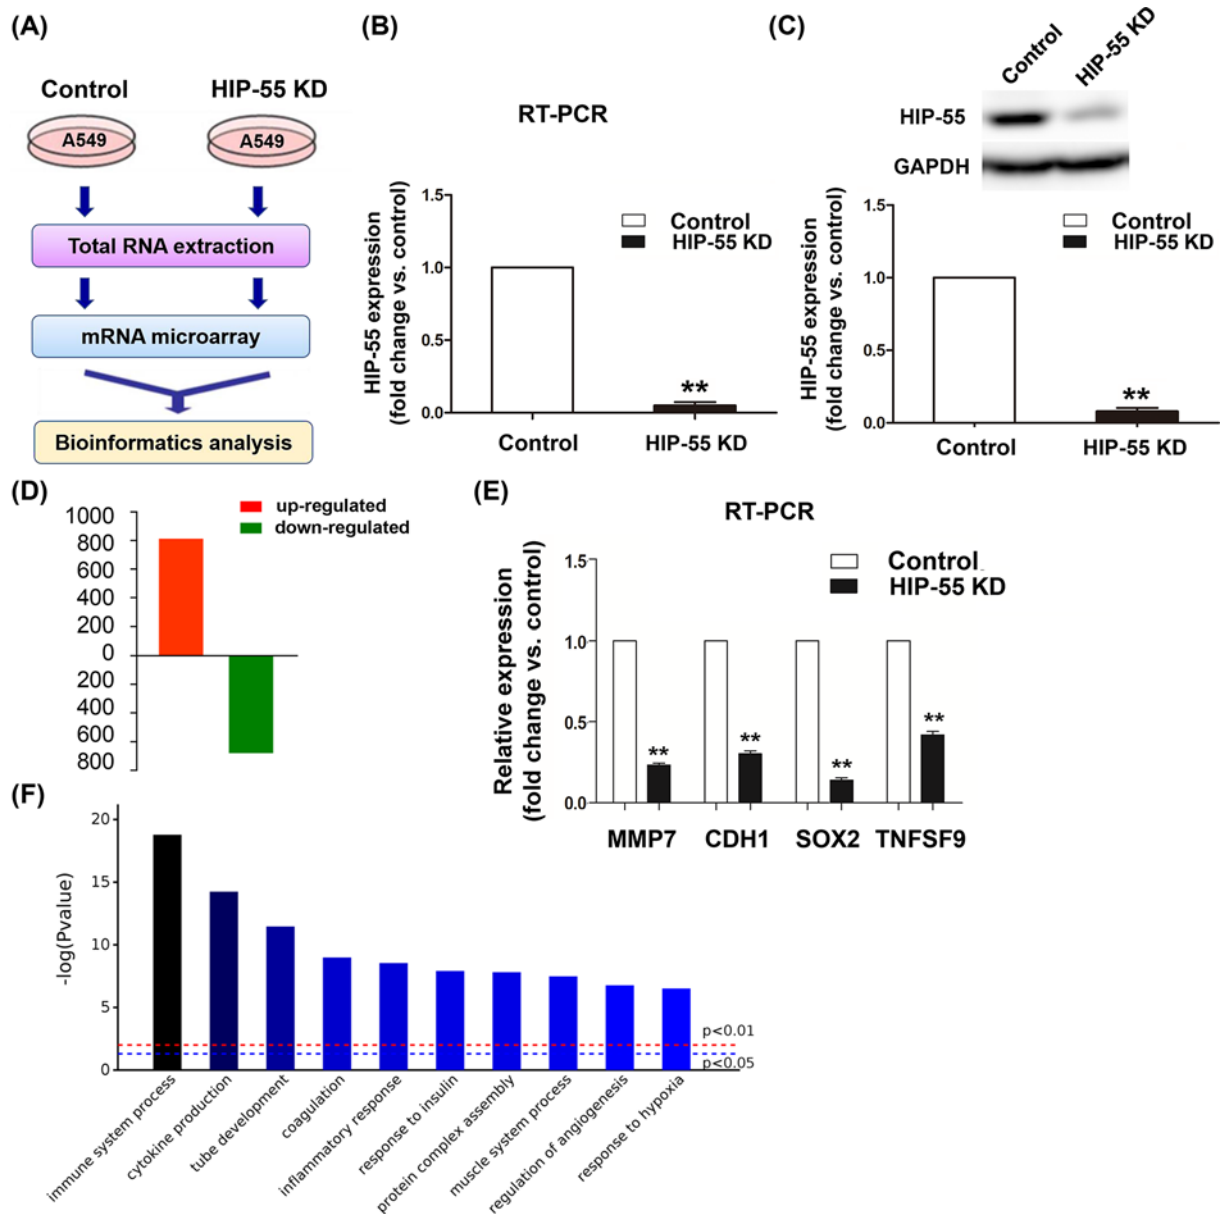 (A)
Control HIP-55 KD
A549 A549
Total RNA extraction
mRNA microarray
Bioinformatics analysis
(B)
RT-PCR
HIP-55 expression
(fold change vs. control)
1.5
1.0
0.5
0.0
Control
HIP-55 KD
**
Control HIP-55 KD
(C)
Control HIP-55 KD
HIP-55
GAPDH
HIP-55 expression
(fold change vs. control)
1.5
1.0
0.5
0.0
Control
HIP-55 KD
**
Control HIP-55 KD
(D)
up-regulated
down-regulated
1000
800
600
400
200
0
200
400
600
800
(E)
RT-PCR
Relative expression
(fold change vs. control)
1.5
1.0
0.5
0.0
Control
HIP-55 KD
** ** ** **
MMP7 CDH1 SOX2 TNFSF9
(F)
-log(Pvalue)
20
15
10
5
0
p<0.01
p<0.05
immune system process
cytokine production
tube development
coagulation
inflammatory response
response to insulin
protein complex assembly
muscle system process
regulation of angiogenesis
response to hypoxia